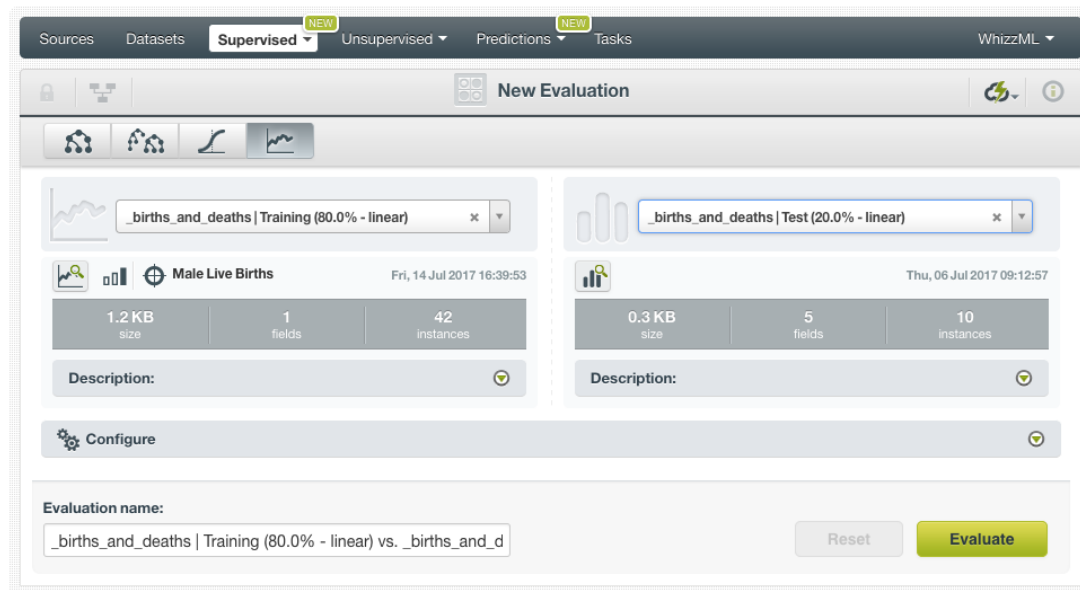 NEW NEW
Sources Datasets Supervised Unsupervised Predictions Tasks WhizzML
New Evaluation
_births_and_deaths | Training (80.0% - linear)
_births_and_deaths | Test (20.0% - linear)
Male Live Births Fri, 14 Jul 2017 16:39:53
Thu, 06 Jul 2017 09:12:57
1.2 KB 1 42
size fields instances
0.3 KB 5 10
size fields instances
Description:
Description:
Configure
Evaluation name:
_births_and_deaths | Training (80.0% - linear) vs. _births_and_d
Reset Evaluate